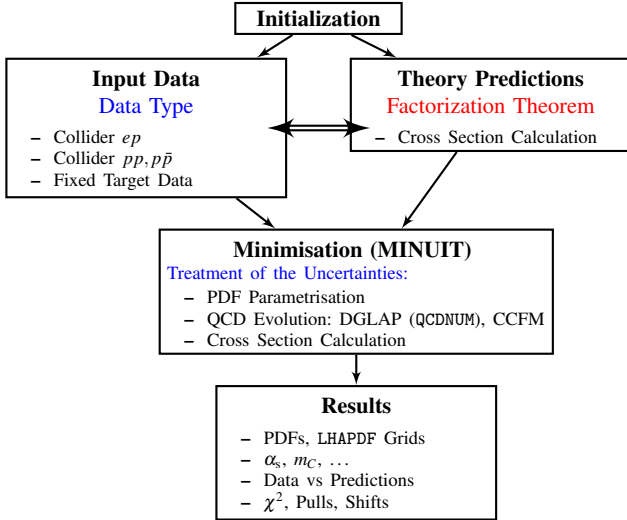 Initialization
Input Data
Data Type
– Collider ep
– Collider pp, pp̄
– Fixed Target Data
Theory Predictions
Factorization Theorem
– Cross Section Calculation
Minimisation (MINUIT)
Treatment of the Uncertainties:
– PDF Parametrisation
– QCD Evolution: DGLAP (QCDNUM), CCFM
– Cross Section Calculation
Results
– PDFs, LHAPDF Grids
– αs, mC, …
– Data vs Predictions
– χ², Pulls, Shifts